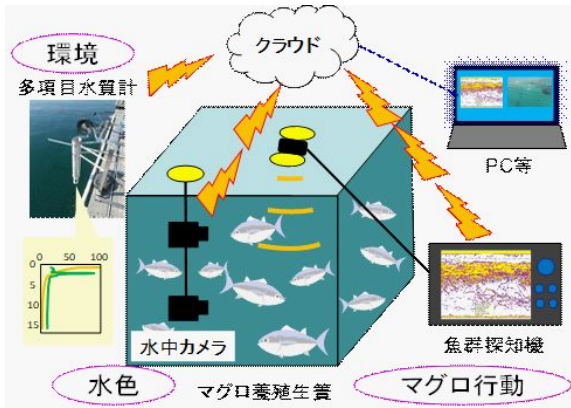 環境
多項目水質計
クラウド
PC等
0 50 100
0
5
10
15
水中カメラ
魚群探知機
水色
マグロ養殖生簀
マグロ行動